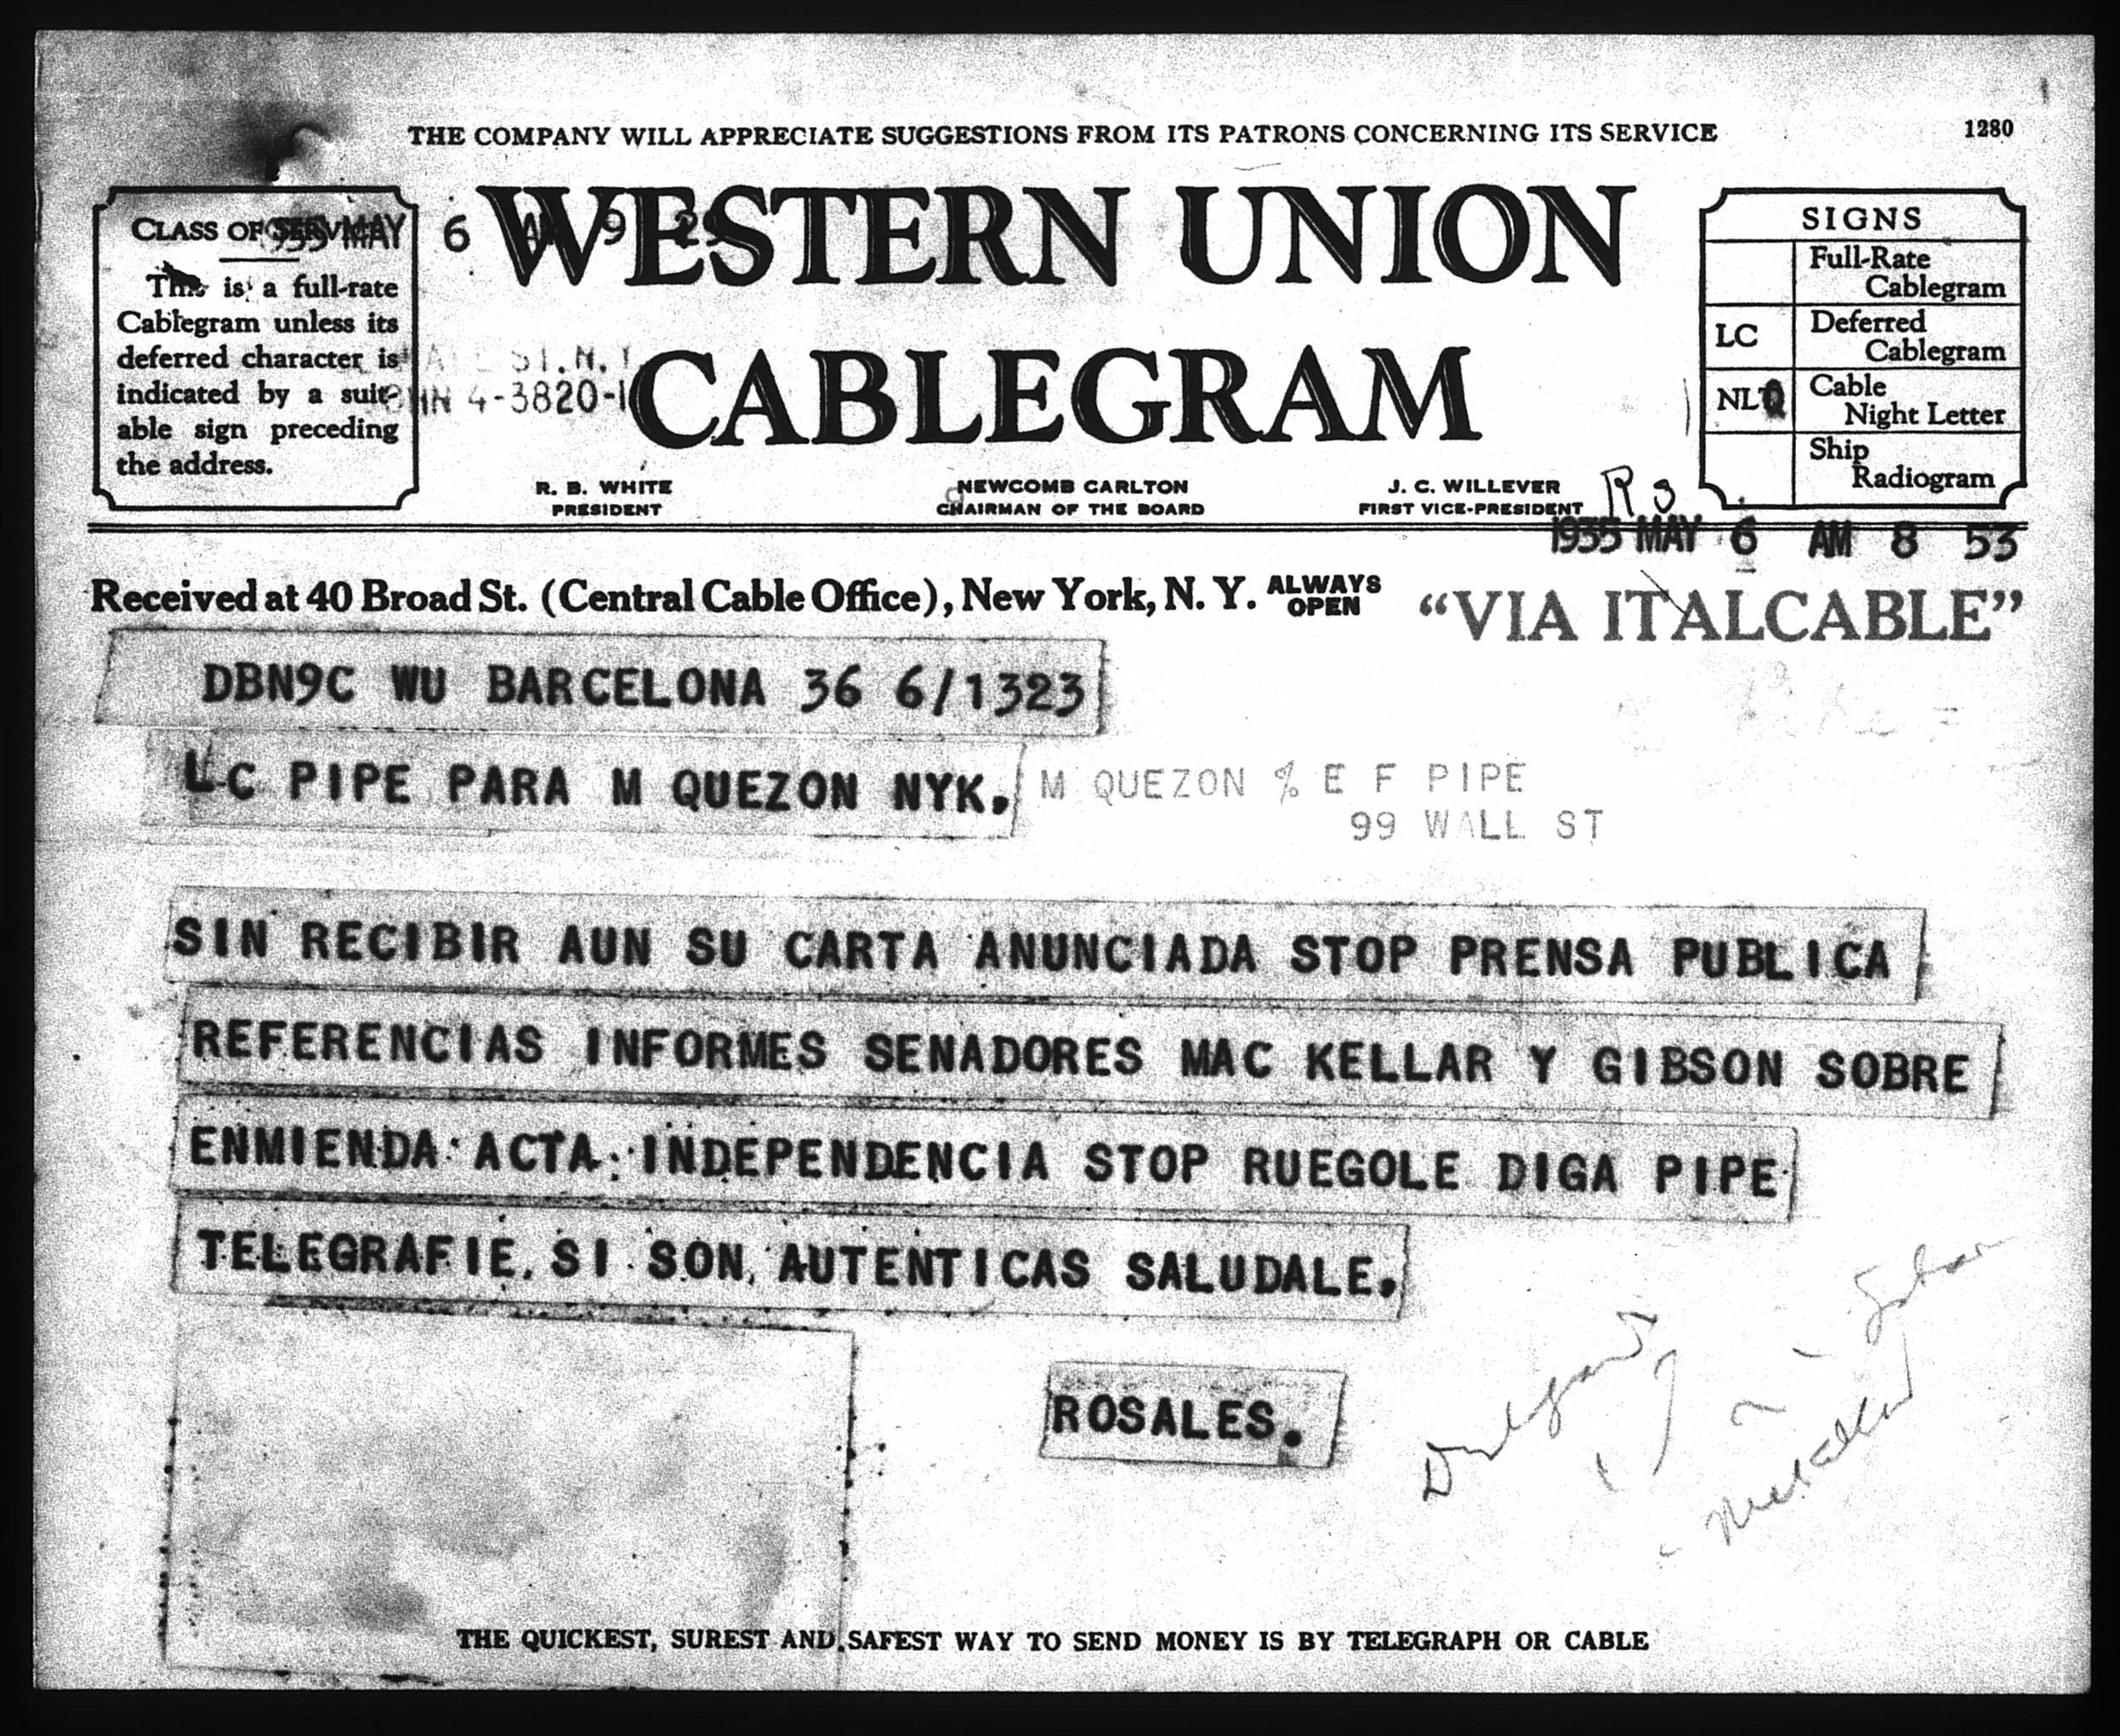 THE COMPANY WILL APPRECIATE SUGGESTIONS FROM ITS PATRONS CONCERNING ITS SERVICE
1280
CLASS OF SERVICE
This is a full-rate
Cablegram unless its
deferred character is
indicated by a suit-
able sign preceding
the address.
MAY 6
4-3820-1
WESTERN UNION
CABLEGRAM
R. B. WHITE
PRESIDENT
NEWCOMB CARLTON
CHAIRMAN OF THE BOARD
J. C. WILLEVER
FIRST VICE-PRESIDENT
SIGNS
Full-Rate
Cablegram
LC Deferred
Cablegram
NLT Cable
Night Letter
Ship
Radiogram
1935 MAY 6 AM 8 53
Received at 40 Broad St. (Central Cable Office), New York, N. Y. ALWAYS OPEN
"VIA ITALCABLE"
DBN9C WU BARCELONA 36 6/1323
LC PIPE PARA M QUEZON NYK. M QUEZON % E F PIPE
99 WALL ST
SIN RECIBIR AUN SU CARTA ANUNCIADA STOP PRENSA PUBLICA
REFERENCIAS INFORMES SENADORES MAC KELLAR Y GIBSON SOBRE
ENMIENDA ACTA INDEPENDENCIA STOP RUEGOLE DIGA PIPE
TELEGRAFIE SI SON AUTENTICAS SALUDALE.
ROSALES.
THE QUICKEST, SUREST AND SAFEST WAY TO SEND MONEY IS BY TELEGRAPH OR CABLE